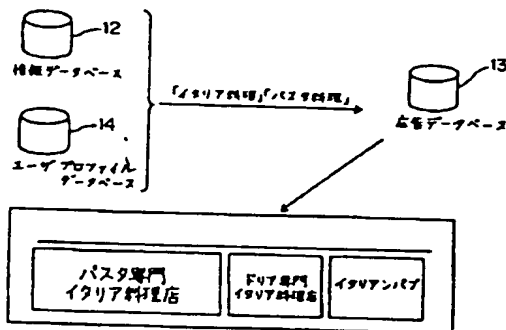 12
情報データベース
14
ユーザプロファイル
データベース
「イタリア料理」「パスタ料理」
13
広告データベース
パスタ専門
イタリア料理店
ドリア専門
イタリア料理店
イタリアンパブ